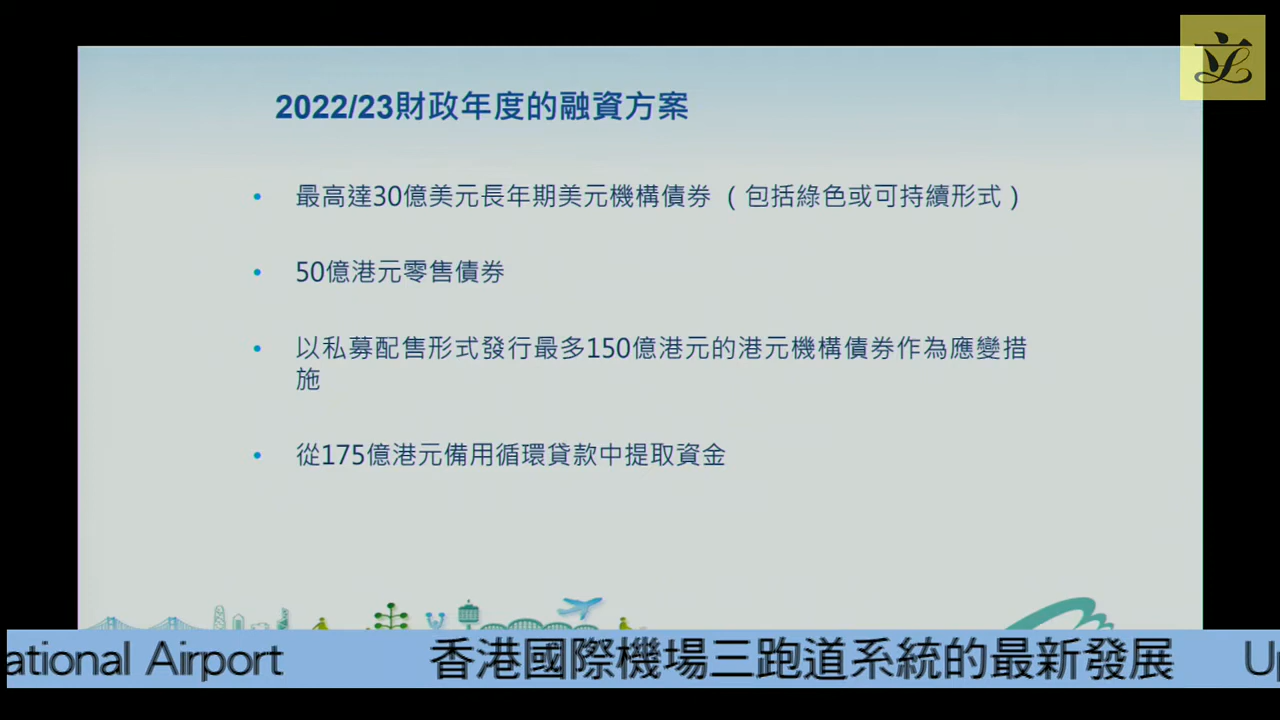 2022/23財政年度的融資方案
• 最高達30億美元長年期美元機構債券 （包括綠色或可持續形式）
• 50億港元零售債券
• 以私募配售形式發行最多150億港元的港元機構債券作為應變措
施
• 從175億港元備用循環貸款中提取資金
ational Airport 香港國際機場三跑道系統的最新發展 Up